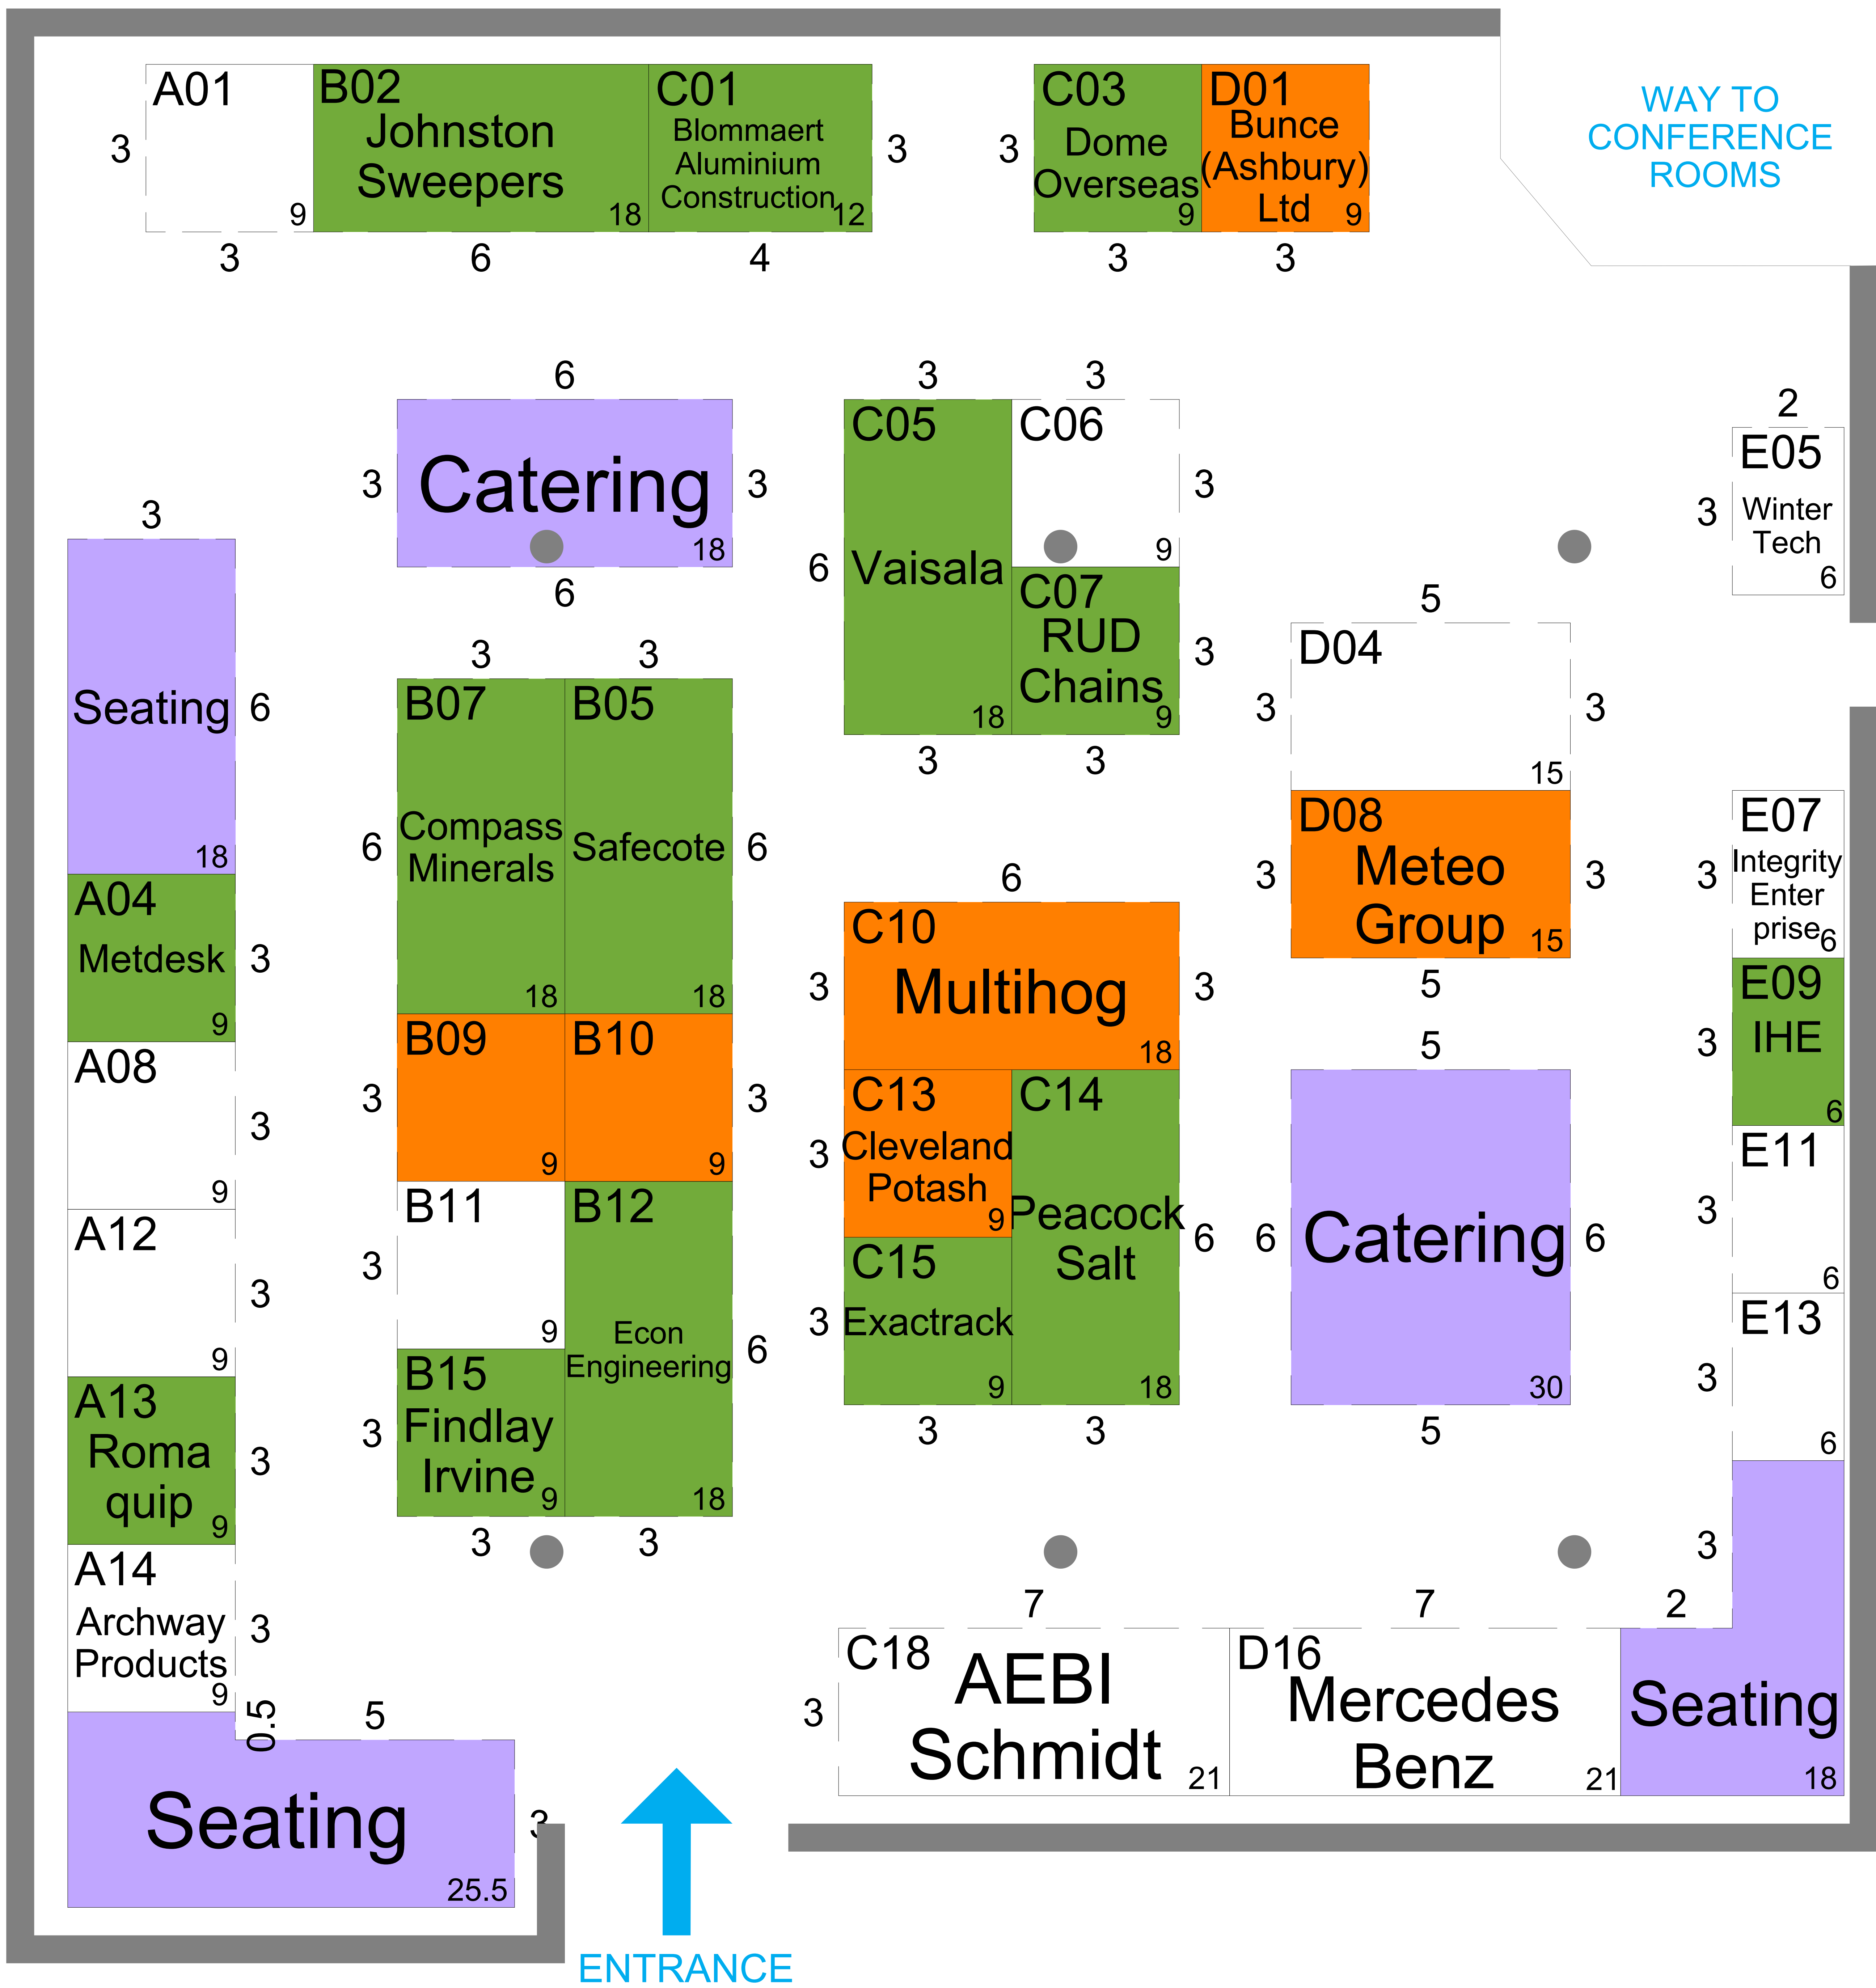 A01
9
3
3
B02
Johnston
Sweepers
18
6
C01
Blommaert
Aluminium
Construction
12
3
4
C03
Dome
Overseas
9
3
3
D01
Bunce
(Ashbury)
Ltd
9
3
WAY TO
CONFERENCE
ROOMS
6
3
Catering
3
18
6
3
3
C05
Vaisala
6
18
3
C06
3
9
C07
RUD
Chains
3
9
3
2
E05
3
Winter
Tech
6
3
Seating
6
18
A04
Metdesk
3
9
A08
3
9
A12
3
9
A13
Roma
quip
3
9
A14
Archway
Products
3
9
0.5
5
Seating
3
25.5
3
3
B07
Compass
Minerals
6
18
B05
Safecote
6
18
B09
3
9
B10
3
9
B11
3
9
B12
Econ
Engineering
6
18
B15
Findlay
Irvine
3
9
3
3
6
C10
Multihog
3
3
18
C13
Cleveland
Potash
3
9
C14
Peacock
Salt
6
18
C15
Exactrack
3
9
3
3
5
D04
3
3
15
D08
Meteo
Group
3
3
15
5
5
Catering
6
6
30
5
E07
Integrity
Enter
prise
3
6
E09
IHE
3
6
E11
3
6
E13
3
6
3
7
C18
AEBI
Schmidt
3
21
7
D16
Mercedes
Benz
21
2
Seating
18
ENTRANCE